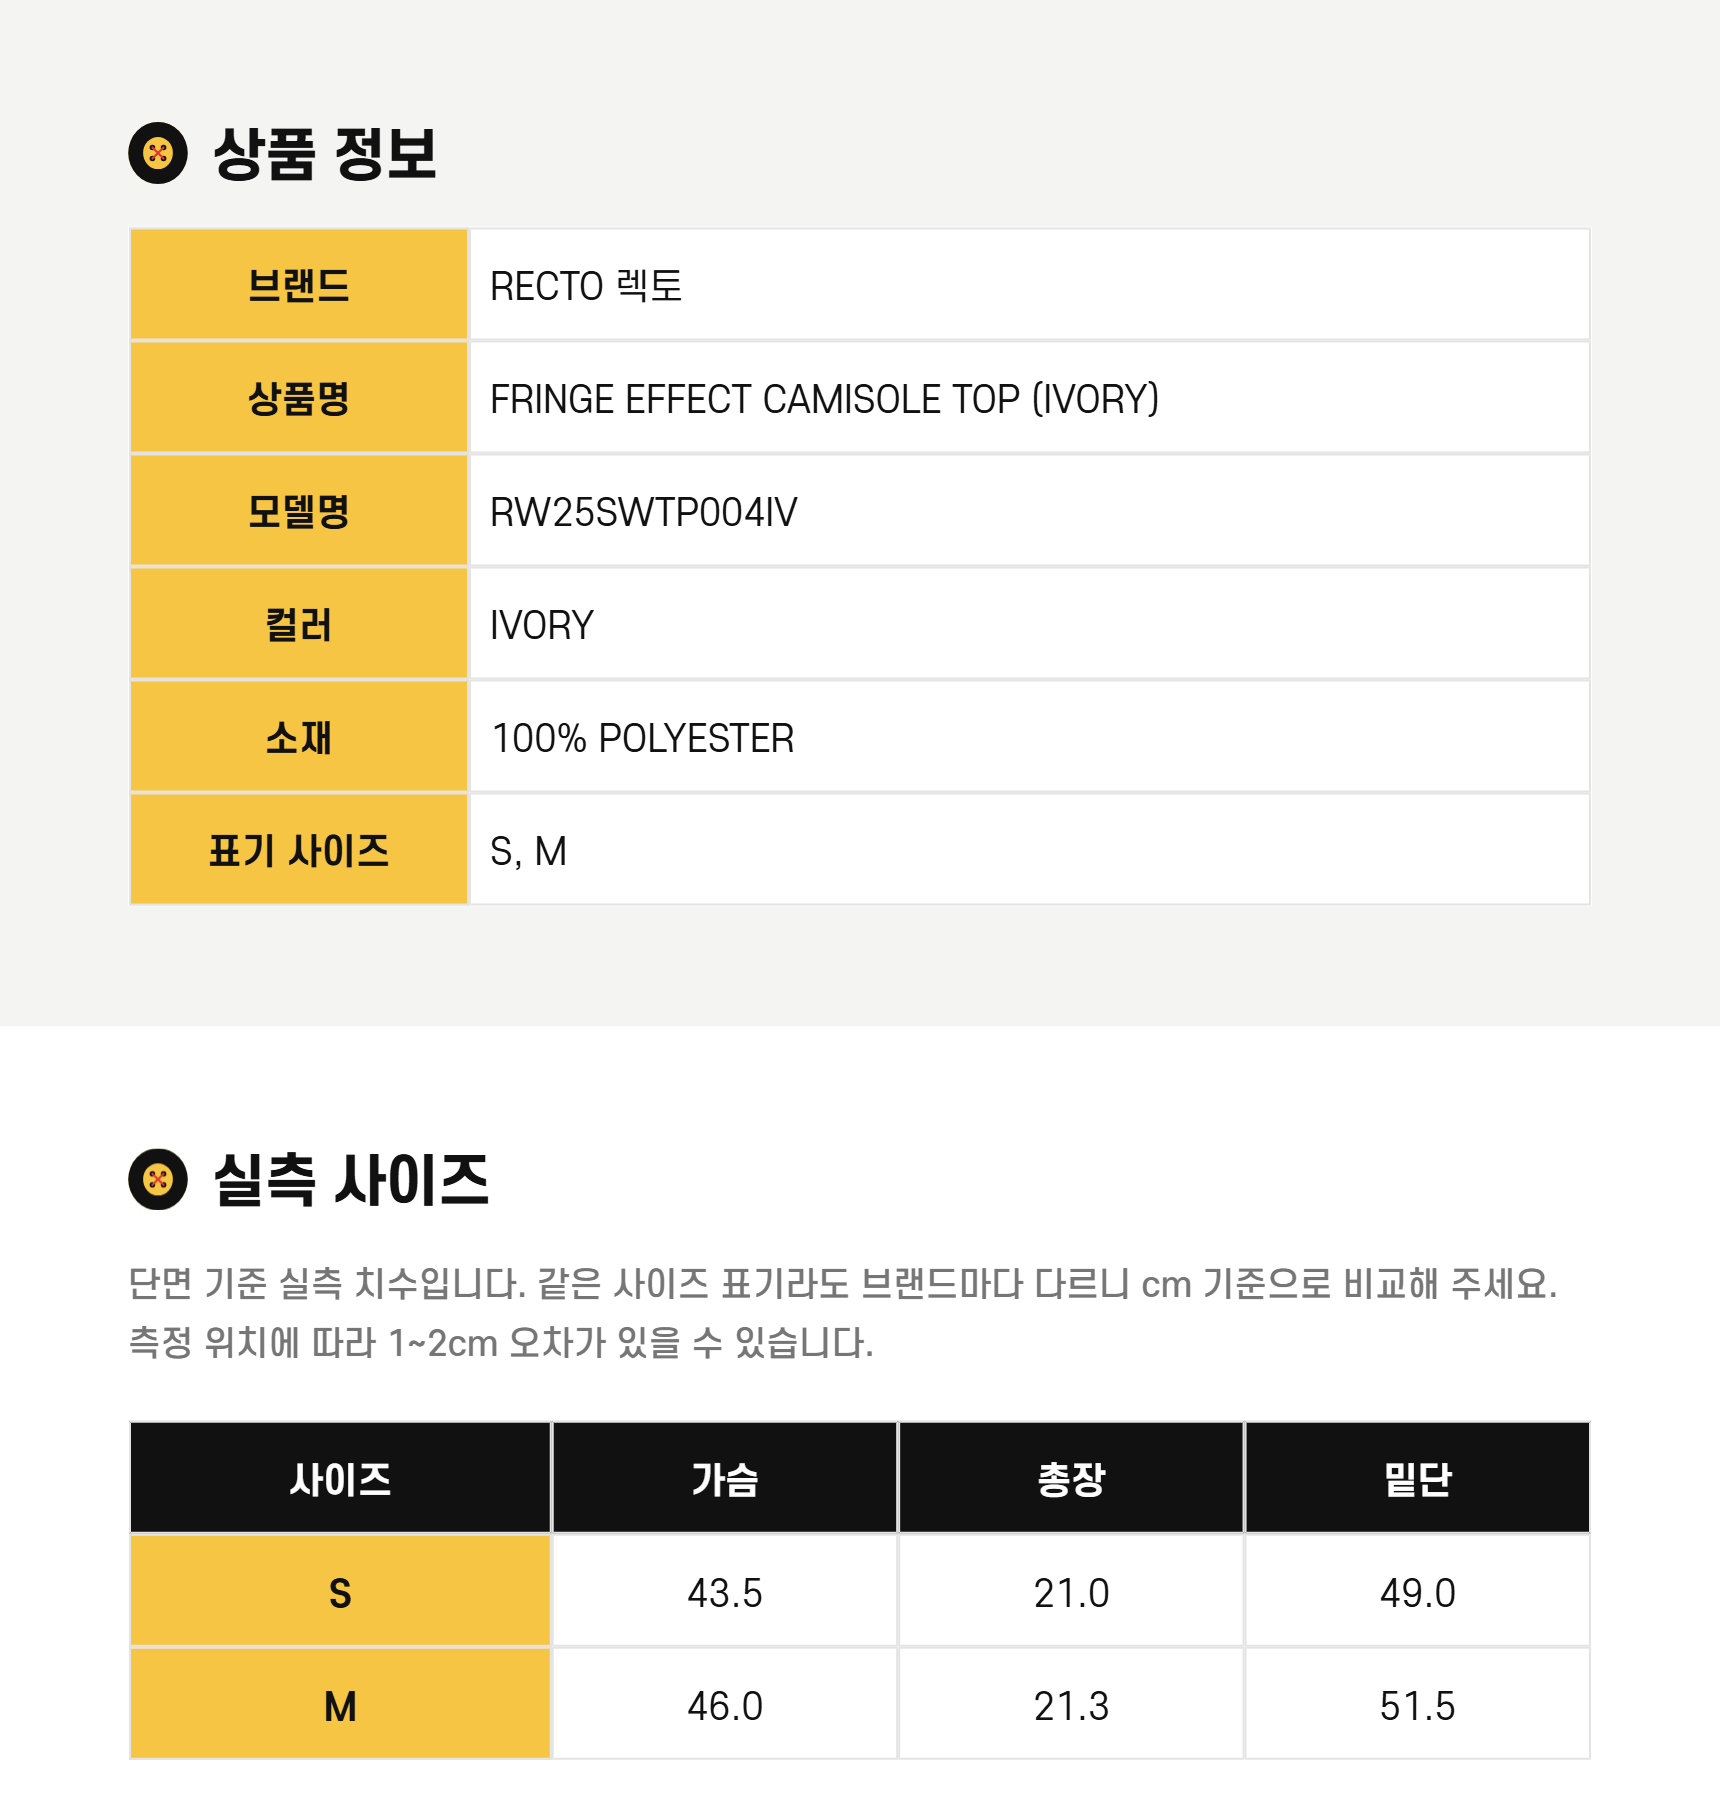 상품 정보
브랜드 RECTO 렉토
상품명 FRINGE EFFECT CAMISOLE TOP (IVORY)
모델명 RW25SWTP004IV
컬러 IVORY
소재 100% POLYESTER
표기 사이즈 S, M
실측 사이즈
단면 기준 실측 치수입니다. 같은 사이즈 표기라도 브랜드마다 다르니 cm 기준으로 비교해 주세요.
측정 위치에 따라 1~2cm 오차가 있을 수 있습니다.
사이즈 가슴 총장 밑단
S 43.5 21.0 49.0
M 46.0 21.3 51.5